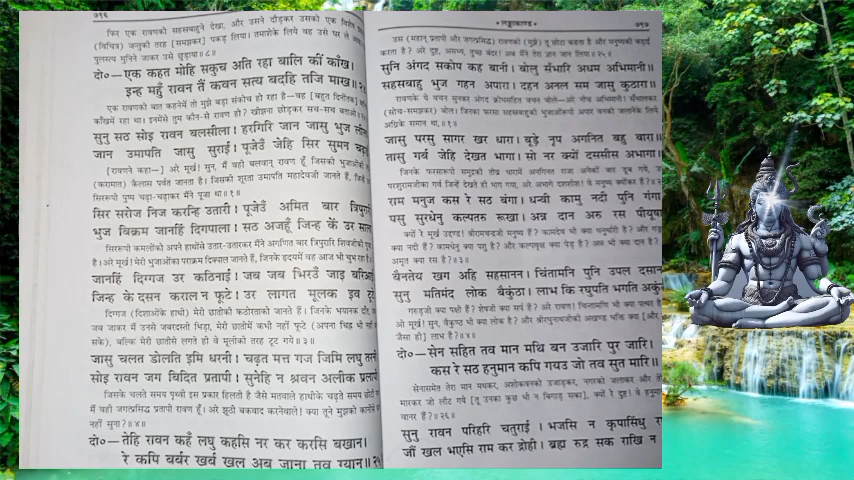 ७९६
फिर एक रावणको सहस्रबाहुने देखा, और उसने दौड़कर उसको एक विशेष
(विचित्र) जन्तुकी तरह [समझकर] पकड़ लिया। तमाशेके लिये वह उसे घर ले
पुलस्त्य मुनिने जाकर उसे छुड़ाया॥८॥
दो०—एक कहत मोहि सकुच अति रहा बालि कीं काँख।
इन्ह महुँ रावन तैं कवन सत्य बदहि तजि माख॥
एक रावणकी बात कहनेमें तो मुझे बड़ा संकोच हो रहा है—वह [बहुत दिनोंतक]
काँखमें रहा था। इनमेंसे तुम कौन-से रावण हो? खीझना छोड़कर सच-सच बताओ॥
सुनु सठ सोइ रावन बलसीला। हरगिरि जान जासु भुज लीला
जान उमापति जासु सुराई। पूजेउँ जेहि सिर सुमन
[रावणने कहा—] अरे मूर्ख! सुन, मैं वही बलवान् रावण हूँ जिसकी भुजाओंकी
(करामात) कैलास पर्वत जानता है। जिसकी शूरता उमापति महादेवजी जानते हैं,
सिररूपी पुष्प चढ़ा-चढ़ाकर मैंने पूजा था॥१॥
सिर सरोज निज करन्हि उतारी। पूजेउँ अमित बार
भुज बिक्रम जानहिं दिगपाला। सठ अजहूँ जिन्ह कें उर
सिररूपी कमलोंको अपने हाथोंसे उतार-उतारकर मैंने अगणित बार त्रिपुरारि शिवजीकी
है। अरे मूर्ख! मेरी भुजाओंका पराक्रम दिक्पाल जानते हैं, जिनके हृदयमें वह आज भी चुभ रहा है॥
जानहिं दिग्गज उर कठिनाई। जब जब भिरउँ जाइ
जिन्ह के दसन कराल न फूटे। उर लागत मूलक इव
दिग्गज (दिशाओंके हाथी) मेरी छातीकी कठोरताको जानते हैं। जिनके भयानक दाँत,
जब जाकर मैं उनसे जबरदस्ती भिड़ा, मेरी छातीमें कभी नहीं फूटे (अपना चिह्न भी नहीं
सके), बल्कि मेरी छातीसे लगते ही वे मूलीकी तरह टूट गये॥३॥
जासु चलत डोलति इमि धरनी। चढ़त मत्त गज जिमि लघु
सोइ रावन जग बिदित प्रतापी। सुनेहि न श्रवन अलीक
जिसके चलते समय पृथ्वी इस प्रकार हिलती है जैसे मतवाले हाथीके चढ़ते समय छोटी
मैं वही जगत्प्रसिद्ध प्रतापी रावण हूँ। अरे झूठी बकवाद करनेवाले! क्या तूने मुझको कानोंसे
नहीं सुना?॥४॥
दो०—तेहि रावन कहँ लघु कहसि नर कर करसि बखान।
रे कपि बर्बर खर्ब खल अब जाना तव ग्यान॥
• लङ्काकाण्ड •
७९७
उस (महान् प्रतापी और जगत्प्रसिद्ध) रावणको (मुझे) तू छोटा कहता है और मनुष्यकी बड़ाई
करता है? अरे दुष्ट, असभ्य, तुच्छ बंदर! अब मैंने तेरा ज्ञान जान लिया॥२५॥
सुनि अंगद सकोप कह बानी। बोलु सँभारि अधम अभिमानी॥
सहसबाहु भुज गहन अपारा। दहन अनल सम जासु कुठारा॥
रावणके ये वचन सुनकर अंगद क्रोधसहित वचन बोले—अरे नीच अभिमानी! सँभलकर
(सोच-समझकर) बोल। जिनका फरसा सहस्रबाहुकी भुजाओंरूपी अपार वनको जलानेके लिये
अग्निके समान था,॥१॥
जासु परसु सागर खर धारा। बूड़े नृप अगनित बहु बारा॥
तासु गर्ब जेहि देखत भागा। सो नर क्यों दससीस अभागा॥
जिनके फरसारूपी समुद्रकी तीव्र धारामें अनगिनत राजा अनेकों बार डूब गये,
परशुरामजीका गर्व जिन्हें देखते ही भाग गया, अरे अभागे दशशीश! वे मनुष्य क्योंकर हैं?॥
राम मनुज कस रे सठ बंगा। धन्वी कामु नदी पुनि गंगा
पसु सुरधेनु कल्पतरु रूखा। अन्न दान अरु रस पीयूषा
क्यों रे मूर्ख उद्दण्ड! श्रीरामचन्द्रजी मनुष्य हैं? कामदेव भी क्या धनुर्धारी है? और
क्या नदी हैं? कामधेनु क्या पशु है? और कल्पवृक्ष क्या पेड़ है? अन्न भी क्या दान है?
अमृत क्या रस है?॥३॥
बैनतेय खग अहि सहसानन। चिंतामनि पुनि उपल
सुनु मतिमंद लोक बैकुंठा। लाभ कि रघुपति भगति
गरुड़जी क्या पक्षी हैं? शेषजी क्या सर्प हैं? अरे रावण! चिन्तामणि भी क्या पत्थर
ओ मूर्ख! सुन, वैकुण्ठ भी क्या लोक है? और श्रीरघुनाथजीकी अखण्ड भक्ति क्या [और
जैसा ही] लाभ है?॥४॥
दो०—सेन सहित तव मान मथि बन उजारि पुर जारि।
कस रे सठ हनुमान कपि गयउ जो तव सुत मारि॥
सेनासमेत तेरा मान मथकर, अशोकवनको उजाड़कर, नगरको जलाकर और
मारकर जो लौट गये [तू उनका कुछ भी न बिगाड़ सका], क्यों रे दुष्ट! वे
वानर हैं?॥२६॥
सुनु रावन परिहरि चतुराई। भजसि न कृपासिंधु
जौं खल भएसि राम कर द्रोही। ब्रह्म रुद्र सक राखि न